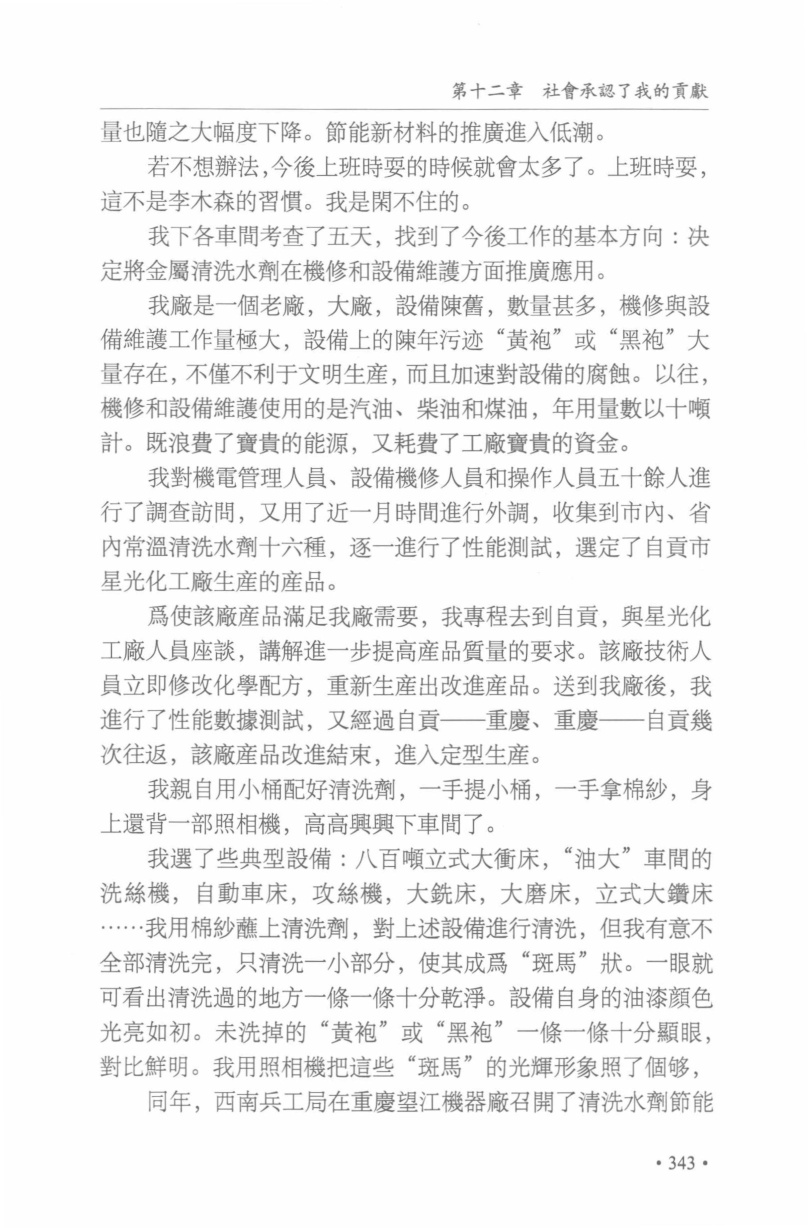 第十二章　社會承認了我的貢獻
量也隨之大幅度下降。節能新材料的推廣進入低潮。
若不想辦法,今後上班時耍的時候就會太多了。上班時耍，
這不是李木森的習慣。我是閑不住的。
我下各車間考查了五天，找到了今後工作的基本方向：決
定將金屬清洗水劑在機修和設備維護方面推廣應用。
我廠是一個老廠，大廠，設備陳舊，數量甚多，機修與設
備維護工作量極大，設備上的陳年污迹“黃袍”或“黑袍”大
量存在，不僅不利于文明生産，而且加速對設備的腐蝕。以往，
機修和設備維護使用的是汽油、柴油和煤油，年用量數以十噸
計。既浪費了寶貴的能源，又耗費了工廠寶貴的資金。
我對機電管理人員、設備機修人員和操作人員五十餘人進
行了調查訪問，又用了近一月時間進行外調，收集到市內、省
內常溫清洗水劑十六種，逐一進行了性能測試，選定了自貢市
星光化工廠生産的産品。
爲使該廠産品滿足我廠需要，我專程去到自貢，與星光化
工廠人員座談，講解進一步提高産品質量的要求。該廠技術人
員立即修改化學配方，重新生産出改進産品。送到我廠後，我
進行了性能數據測試，又經過自貢——重慶、重慶——自貢幾
次往返，該廠産品改進結束，進入定型生産。
我親自用小桶配好清洗劑，一手提小桶，一手拿棉紗，身
上還背一部照相機，高高興興下車間了。
我選了些典型設備：八百噸立式大衝床，“油大”車間的
洗絲機，自動車床，攻絲機，大銑床，大磨床，立式大鑽床
……我用棉紗蘸上清洗劑，對上述設備進行清洗，但我有意不
全部清洗完，只清洗一小部分，使其成爲“斑馬”狀。一眼就
可看出清洗過的地方一條一條十分乾淨。設備自身的油漆顔色
光亮如初。未洗掉的“黃袍”或“黑袍”一條一條十分顯眼，
對比鮮明。我用照相機把這些“斑馬”的光輝形象照了個够，
同年，西南兵工局在重慶望江機器廠召開了清洗水劑節能
·343·